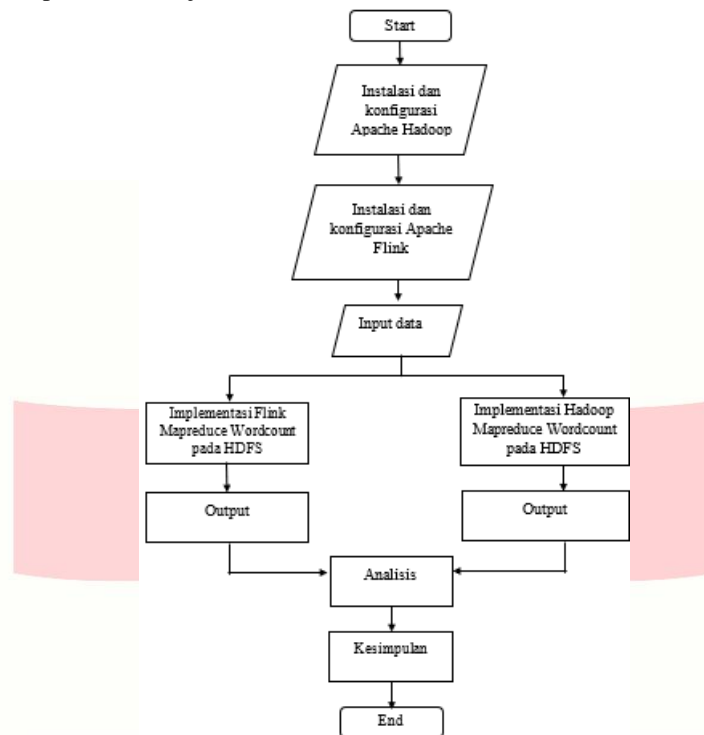 Start
Instalasi dan
konfigurasi
Apache Hadoop
Instalasi dan
konfigurasi Apache
Flink
Input data
Implementasi Flink
Mapreduce Wordcount
pada HDFS
Implementasi Hadoop
Mapreduce Wordcount
pada HDFS
Output
Output
Analisis
Kesimpulan
End